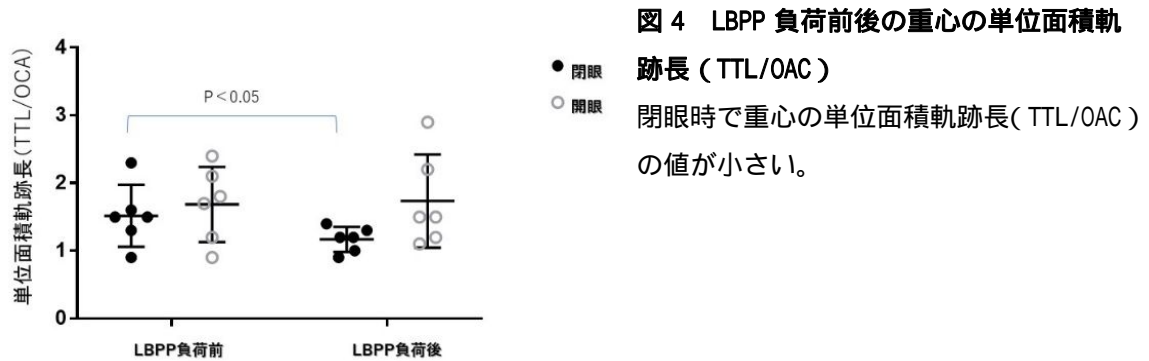 図 4 LBPP 負荷前後の重心の単位面積軌
跡長（TTL/OAC）
閉眼時で重心の単位面積軌跡長（TTL/OAC）
の値が小さい。
単位面積軌跡長(TTL/OCA)
4
3
2
1
0
P＜0.05
閉眼
開眼
LBPP負荷前
LBPP負荷後